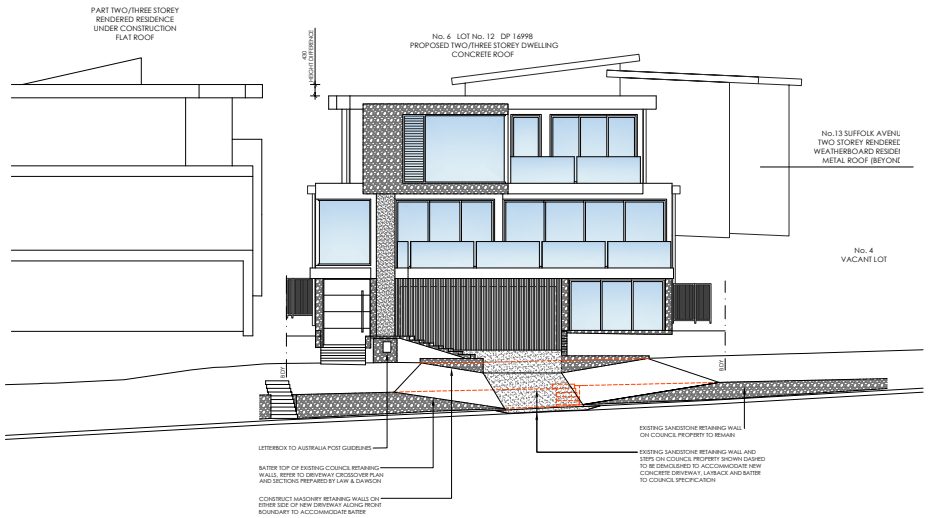 PART TWO/THREE STOREY
RENDERED RESIDENCE
UNDER CONSTRUCTION
FLAT ROOF
430
HEIGHT DIFFERENCE
No. 6 LOT No. 12 DP 16998
PROPOSED TWO/THREE STOREY DWELLING
CONCRETE ROOF
No.13 SUFFOLK AVENU
TWO STOREY RENDERED
WEATHERBOARD RESIDE
METAL ROOF (BEYOND
No. 4
VACANT LOT
BDY
BDY
LETTERBOX TO AUSTRALIA POST GUIDELINES
BATTER TOP OF EXISTING COUNCIL RETAINING
WALLS, REFER TO DRIVEWAY CROSSOVER PLAN
AND SECTIONS PREPARED BY LAW & DAWSON
CONSTRUCT MASONRY RETAINING WALLS ON
EITHER SIDE OF NEW DRIVEWAY ALONG FRONT
BOUNDARY TO ACCOMMODATE BATTER
EXISTING SANDSTONE RETAINING WALL
ON COUNCIL PROPERTY TO REMAIN
EXISTING SANDSTONE RETAINING WALL AND
STEPS ON COUNCIL PROPERTY SHOWN DASHED
TO BE DEMOLISHED TO ACCOMMODATE NEW
CONCRETE DRIVEWAY, LAYBACK AND BATTER
TO COUNCIL SPECIFICATION